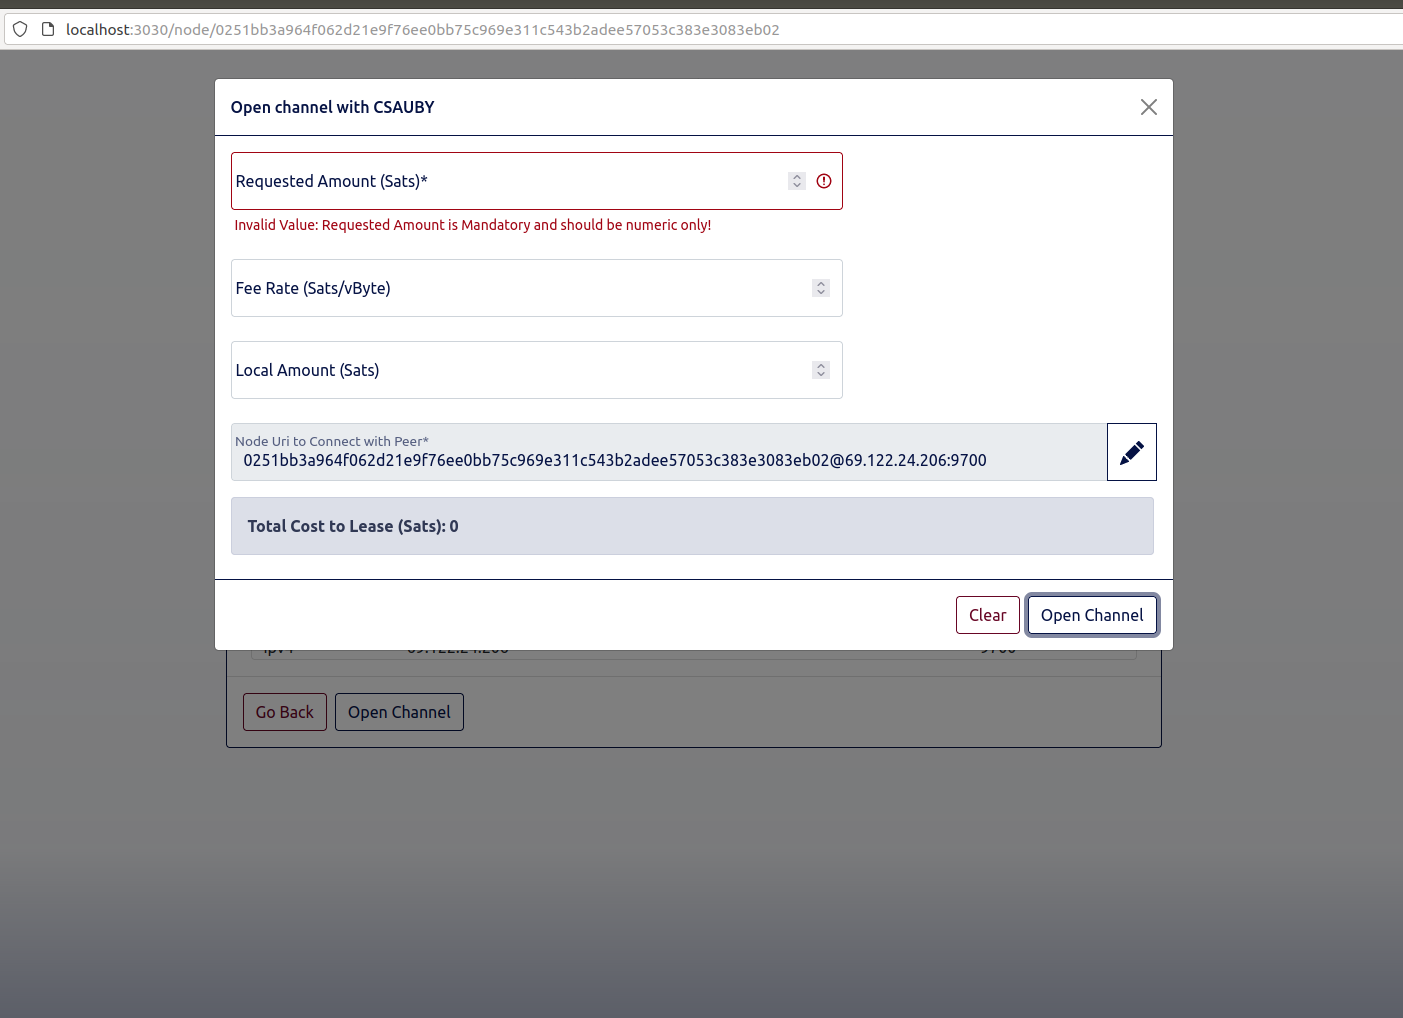 localhost:3030/node/0251bb3a964f062d21e9f76ee0bb75c969e311c543b2adee57053c383e3083eb02
Open channel with CSAUBY
Requested Amount (Sats)*
Invalid Value: Requested Amount is Mandatory and should be numeric only!
Fee Rate (Sats/vByte)
Local Amount (Sats)
Node Uri to Connect with Peer*
0251bb3a964f062d21e9f76ee0bb75c969e311c543b2adee57053c383e3083eb02@69.122.24.206:9700
Total Cost to Lease (Sats): 0
Clear Open Channel
Go Back Open Channel